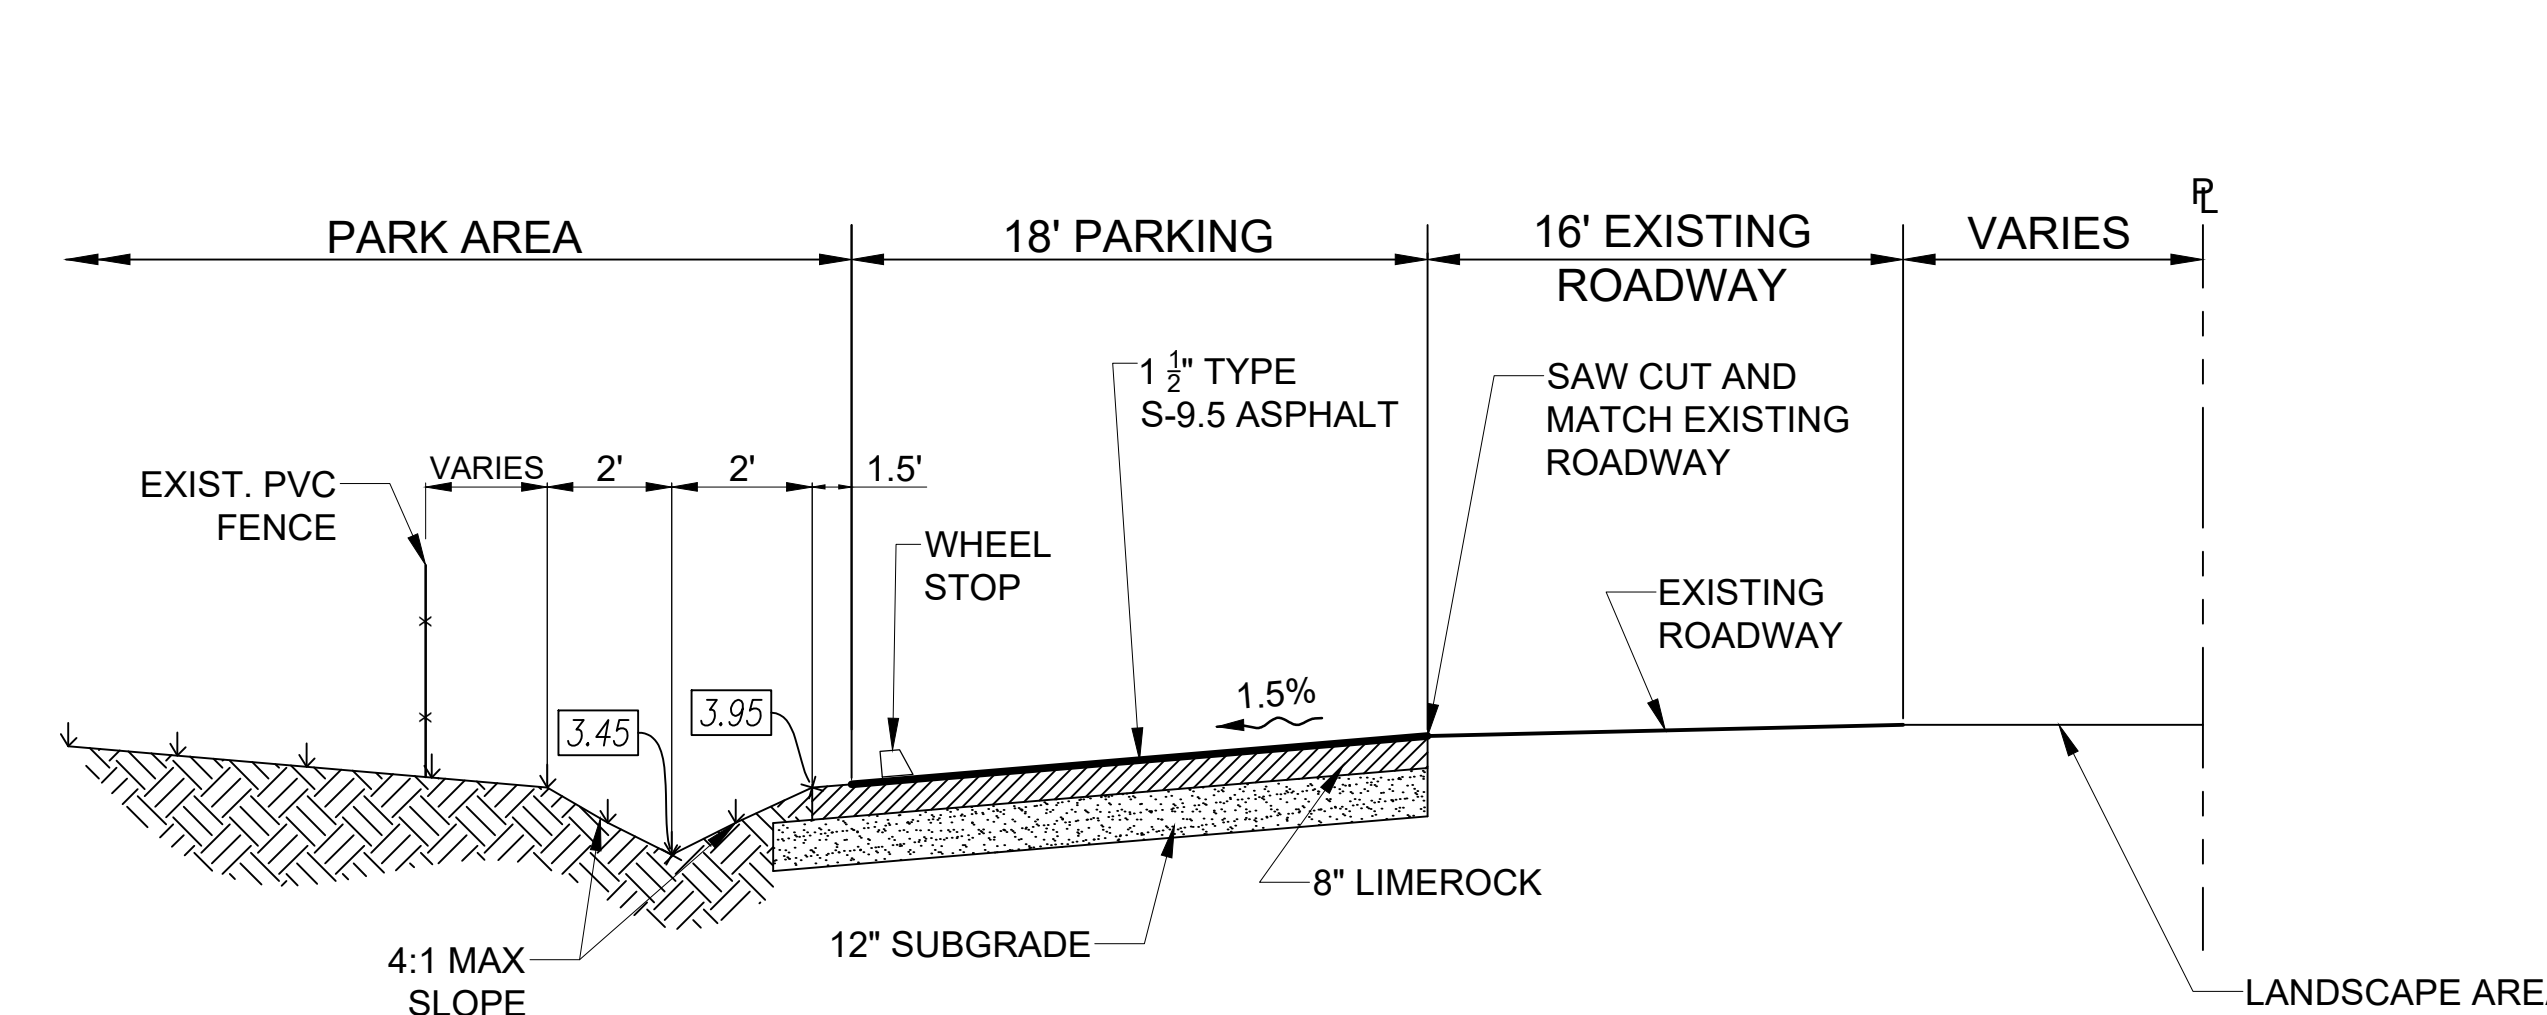 PL
PARK AREA
18' PARKING
16' EXISTING
ROADWAY
VARIES
1 1/2" TYPE
S-9.5 ASPHALT
SAW CUT AND
MATCH EXISTING
ROADWAY
EXIST. PVC
FENCE
VARIES
2'
2'
1.5'
WHEEL
STOP
EXISTING
ROADWAY
3.45
3.95
1.5%
8" LIMEROCK
12" SUBGRADE
4:1 MAX
SLOPE
LANDSCAPE AREA